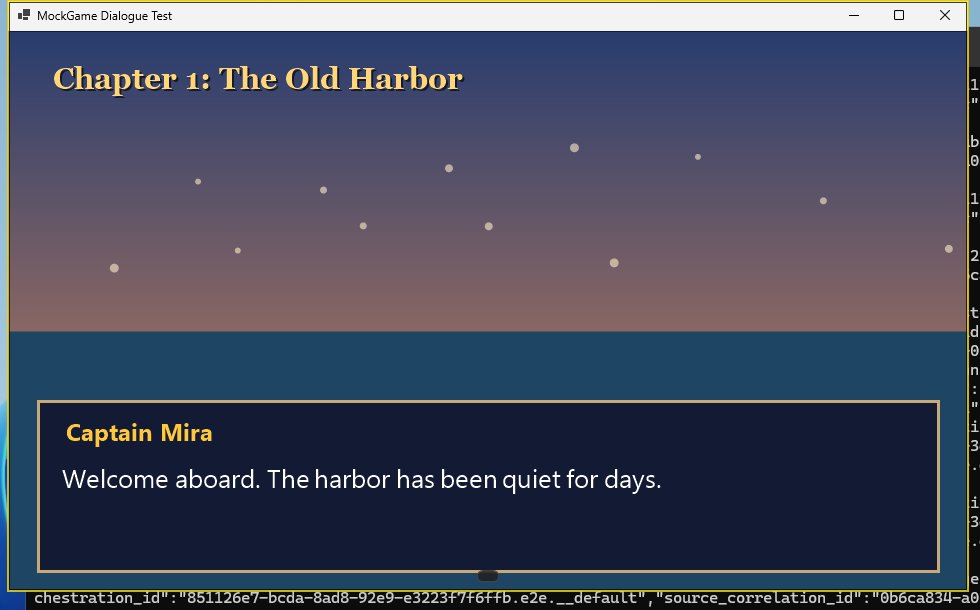 MockGame Dialogue Test
Chapter 1: The Old Harbor
Captain Mira
Welcome aboard. The harbor has been quiet for days.
chestration_id":"851126e7-bcda-8ad8-92e9-e3223f7f6ffb.e2e.__default","source_correlation_id":"0b6ca834-a